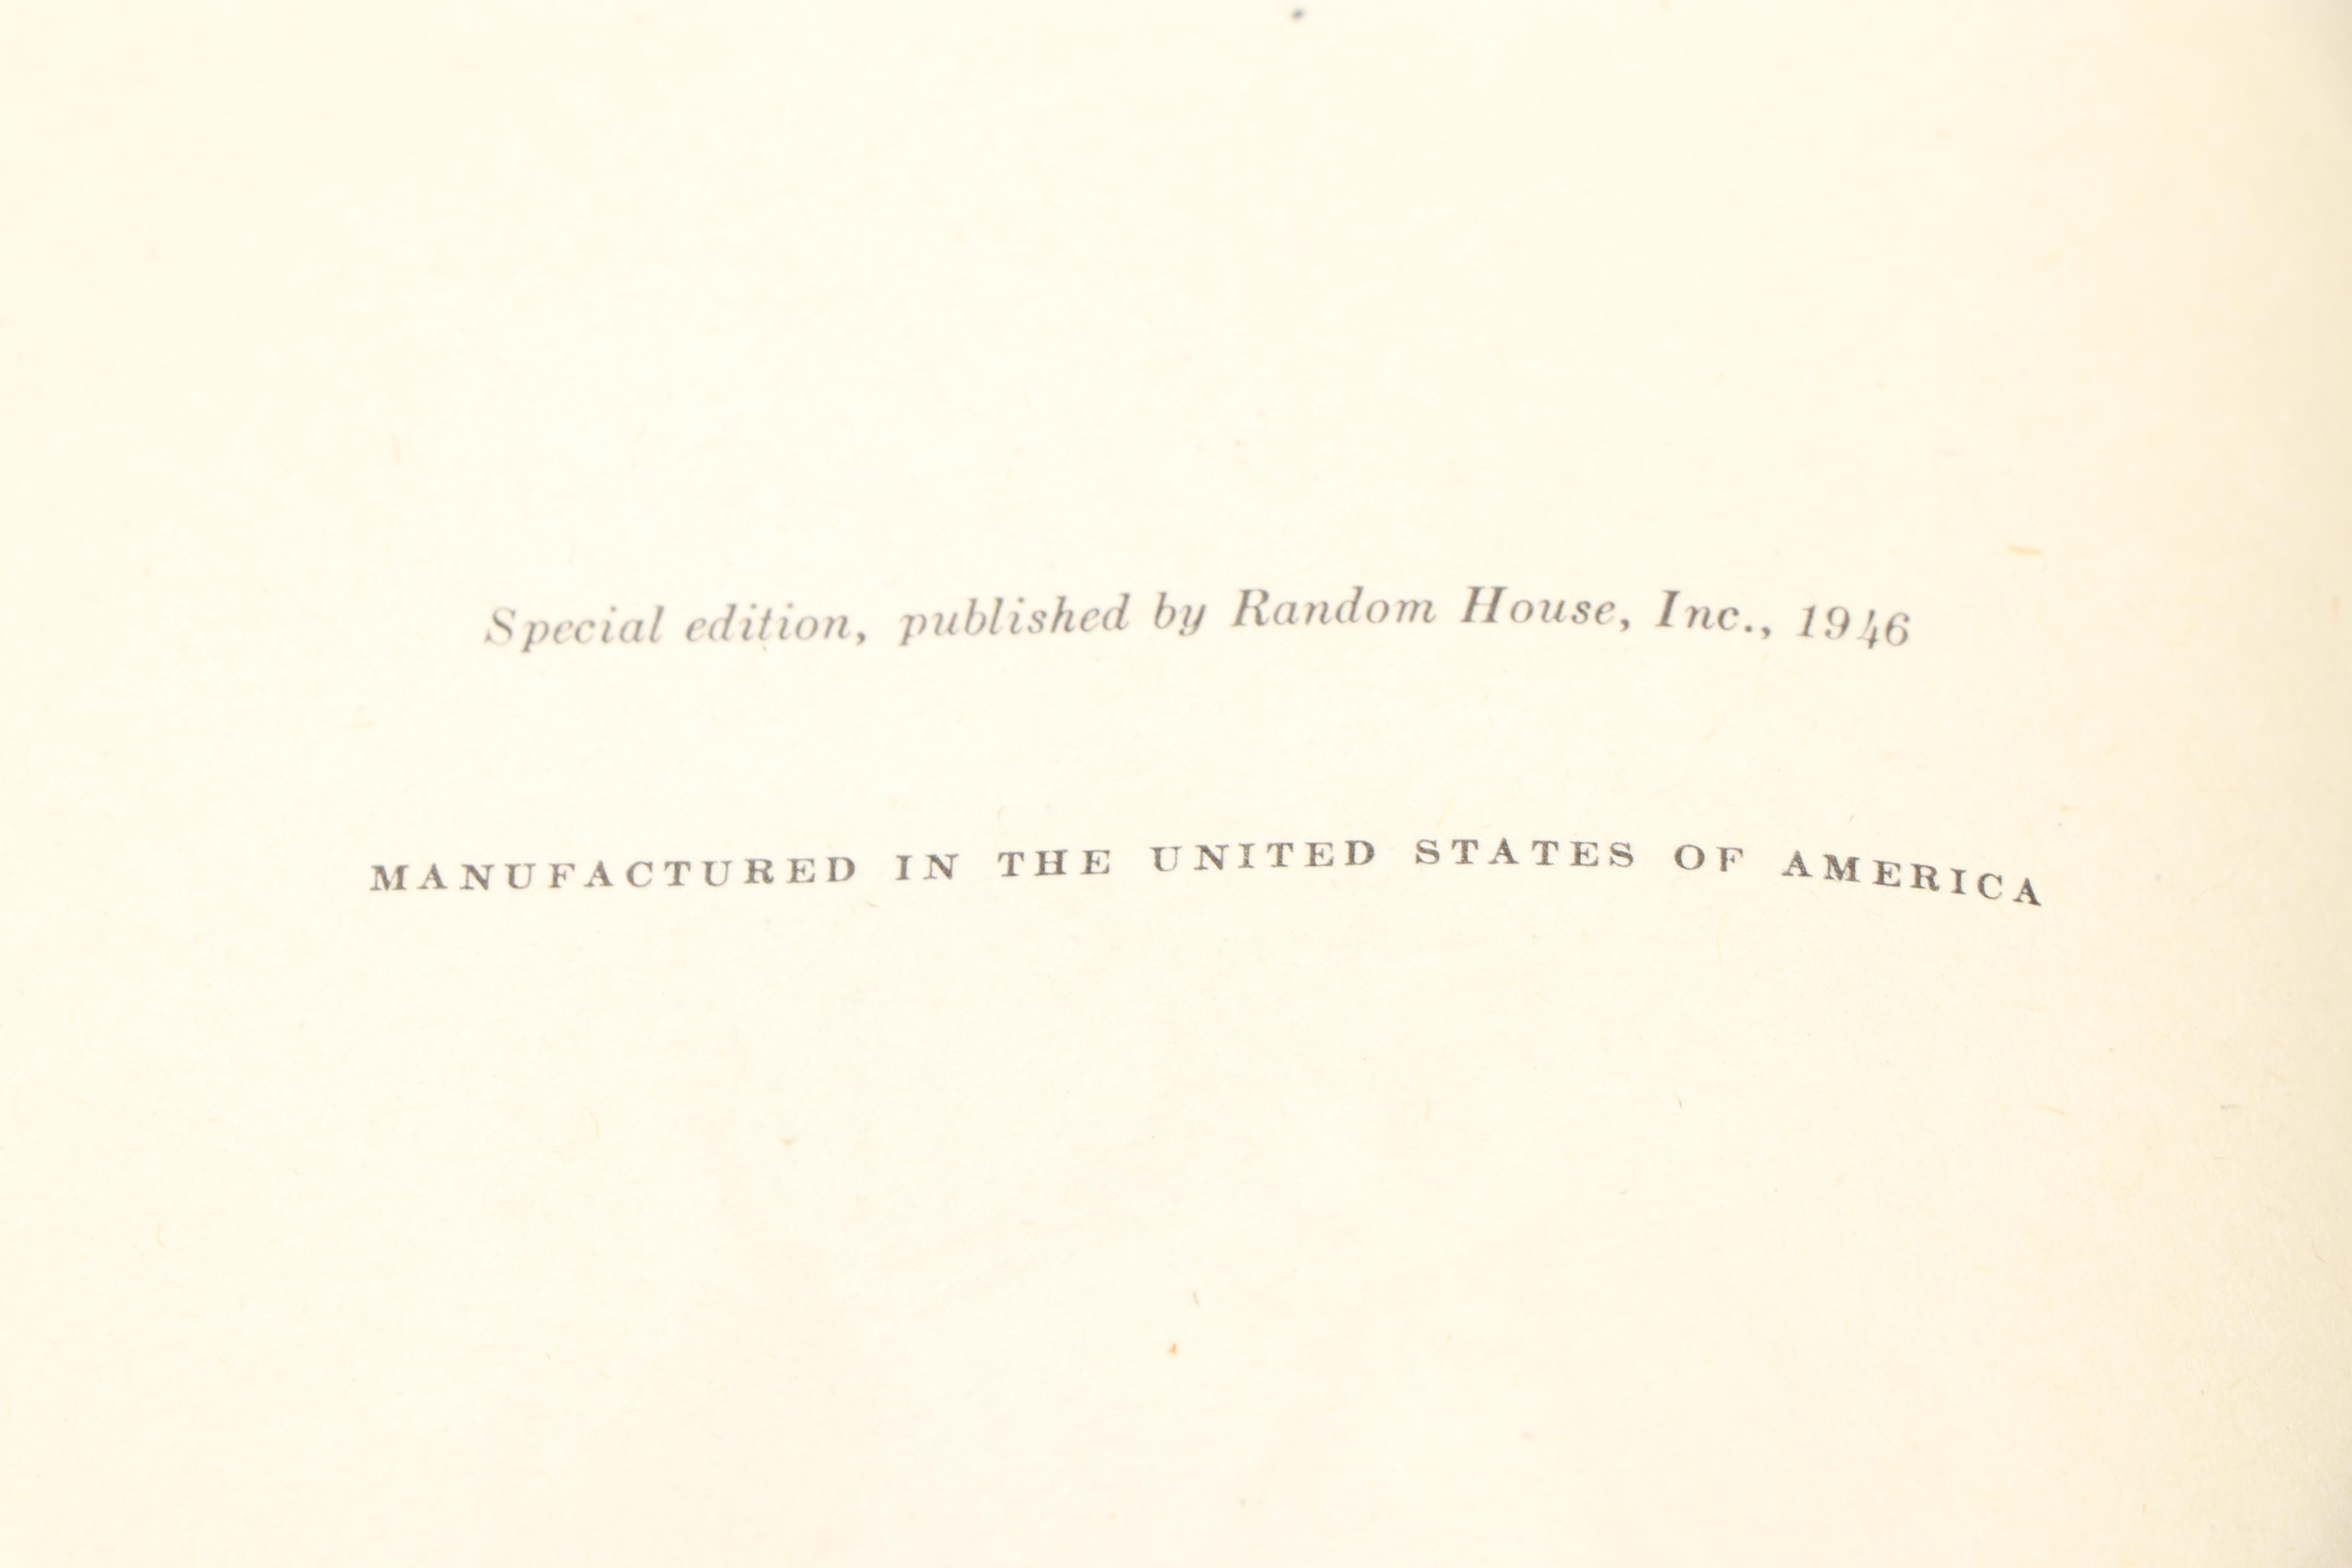 Special edition, published by Random House, Inc., 1946
MANUFACTURED IN THE UNITED STATES OF AMERICA